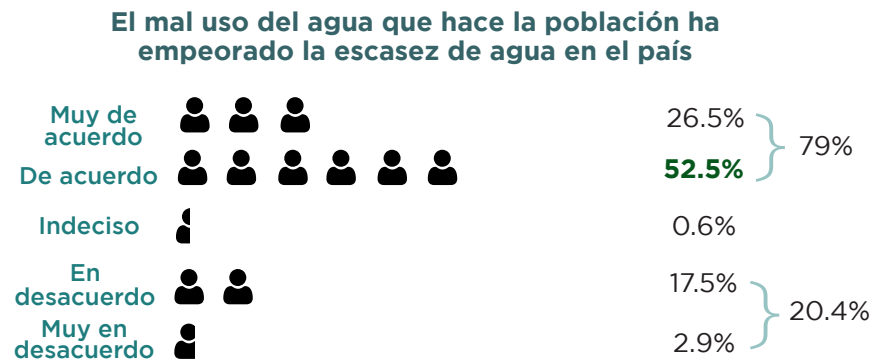 El mal uso del agua que hace la población ha
empeorado la escasez de agua en el país
Muy de
acuerdo
26.5%
De acuerdo
52.5%
79%
Indeciso
0.6%
En
desacuerdo
17.5%
Muy en
desacuerdo
2.9%
20.4%